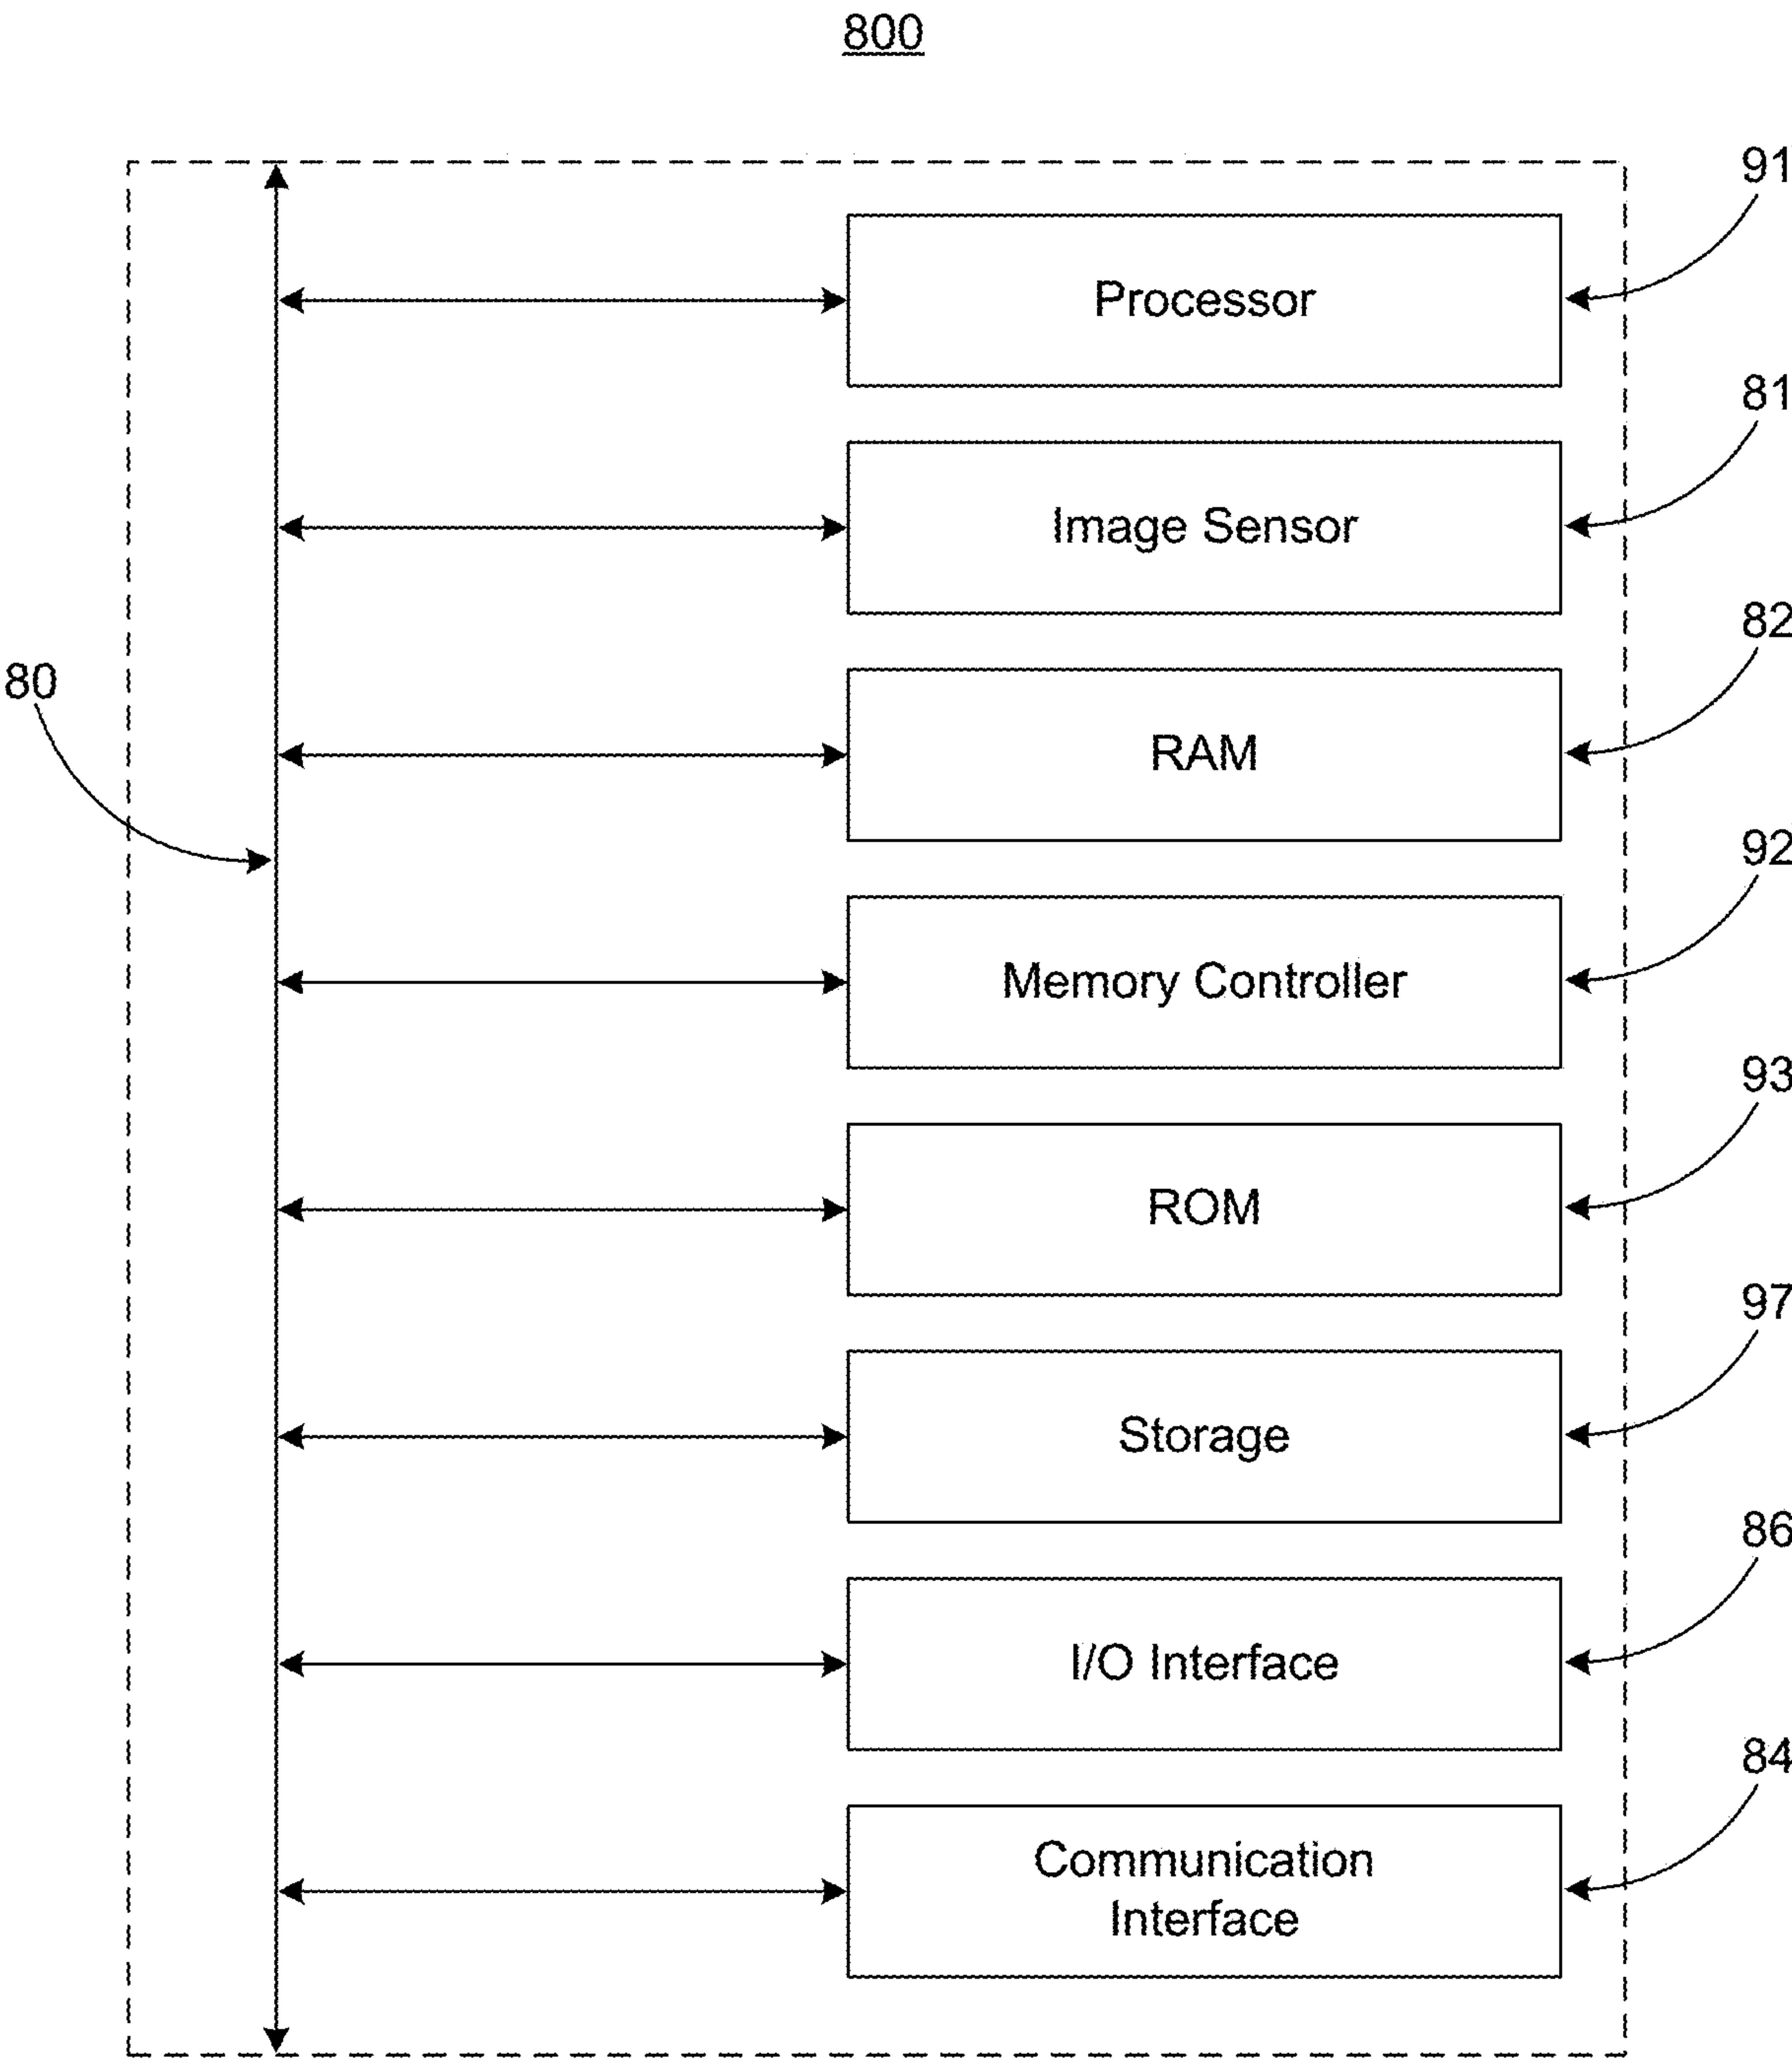 800
91
Processor
81
Image Sensor
82
80
RAM
92
Memory Controller
93
ROM
97
Storage
86
I/O Interface
84
Communication
Interface